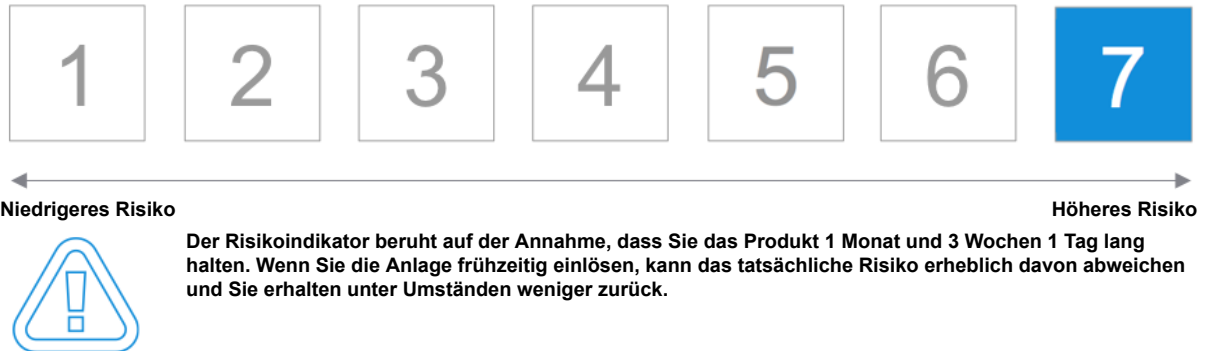 1 2 3 4 5 6 7
Niedrigeres Risiko Höheres Risiko
Der Risikoindikator beruht auf der Annahme, dass Sie das Produkt 1 Monat und 3 Wochen 1 Tag lang
halten. Wenn Sie die Anlage frühzeitig einlösen, kann das tatsächliche Risiko erheblich davon abweichen
und Sie erhalten unter Umständen weniger zurück.